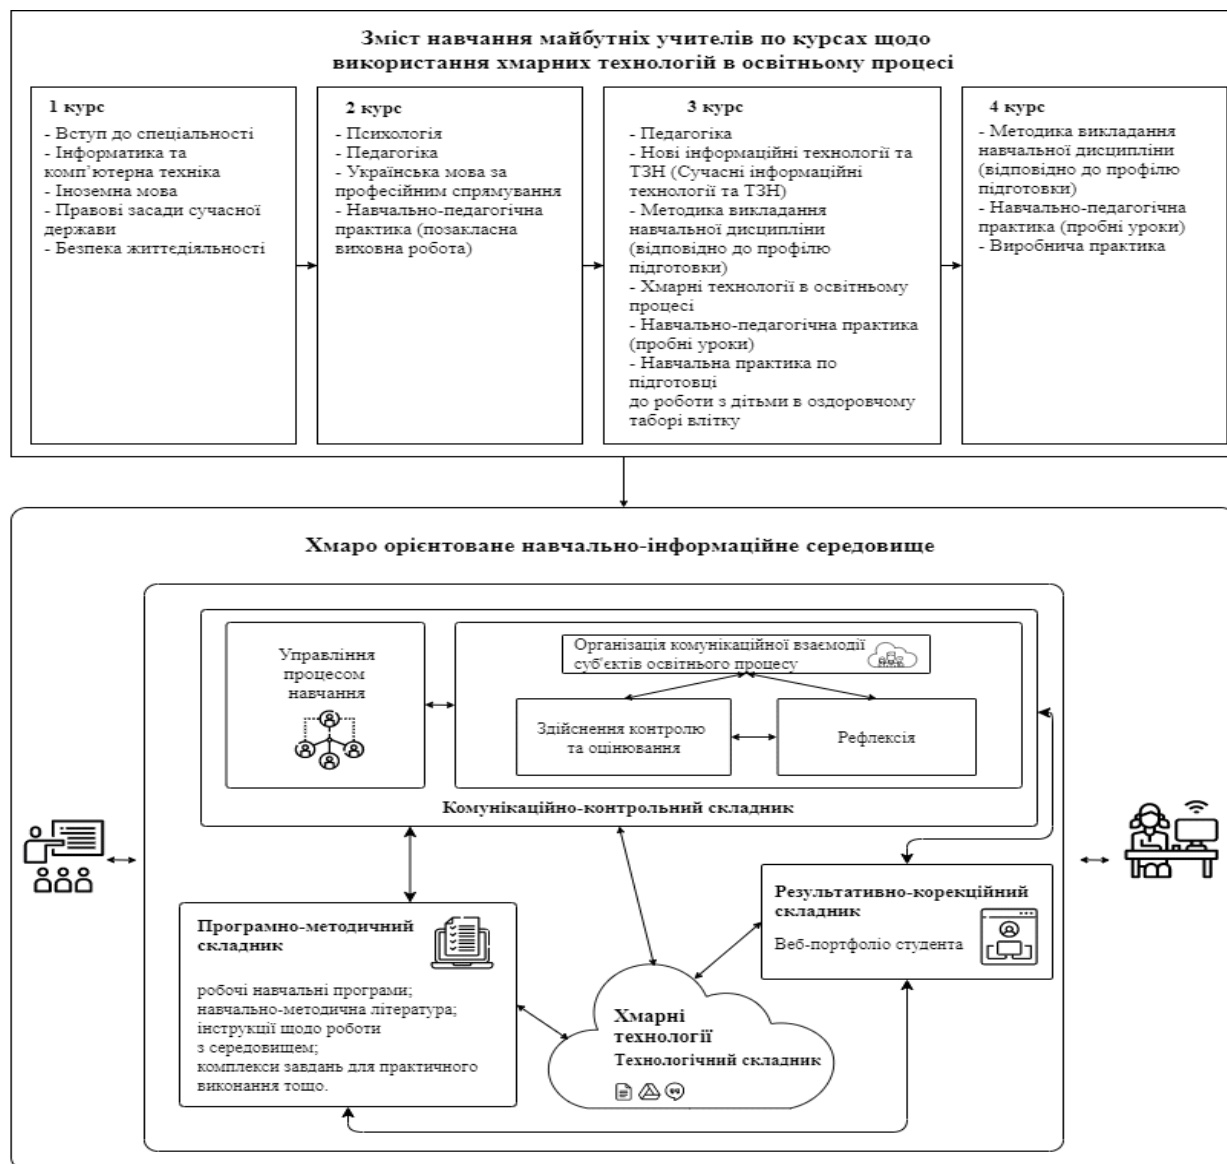 Зміст навчання майбутніх учителів по курсах щодо
використання хмарних технологій в освітньому процесі
1 курс
- Вступ до спеціальності
- Інформатика та
комп’ютерна техніка
- Іноземна мова
- Правові засади сучасної
держави
- Безпека життєдіяльності
2 курс
- Психологія
- Педагогіка
- Українська мова за
професійним спрямування
- Навчально-педагогічна
практика (позакласна
виховна робота)
3 курс
- Педагогіка
- Нові інформаційні технології та
ТЗН (Сучасні інформаційні
технології та ТЗН)
- Методика викладання
навчальної дисципліни
(відповідно до профілю
підготовки)
- Хмарні технології в освітньому
процесі
- Навчально-педагогічна практика
(пробні уроки)
- Навчальна практика по
підготовці
до роботи з дітьми в оздоровчому
таборі влітку
4 курс
- Методика викладання
навчальної дисципліни
(відповідно до профілю
підготовки)
- Навчально-педагогічна
практика (пробні уроки)
- Виробнича практика
Хмаро орієнтоване навчально-інформаційне середовище
Управління
процесом
навчання
Організація комунікаційної взаємодії
суб'єктів освітнього процесу
Здійснення контролю
та оцінювання
Рефлексія
Комунікаційно-контрольний складник
Програмно-методичний
складник
робочі навчальні програми;
навчально-методична література;
інструкції щодо роботи
з середовищем;
комплекси завдань для практичного
виконання тощо.
Результативно-корекційний
складник
Веб-портфоліо студента
Хмарні
технології
Технологічний складник